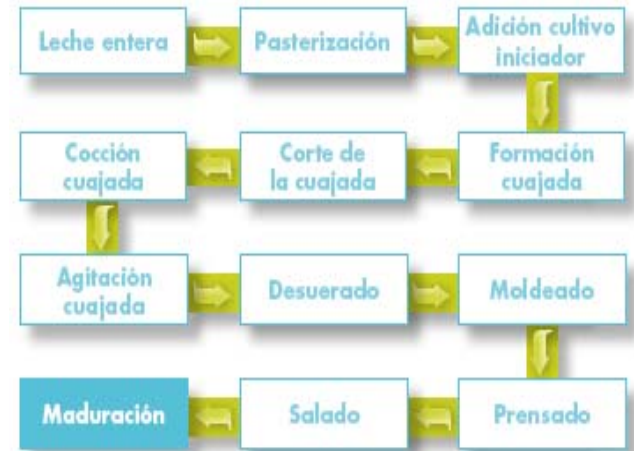 Leche entera
Pasterización
Adición cultivo
iniciador
Formación
cuajada
Corte de
la cuajada
Cocción
cuajada
Agitación
cuajada
Desuerado
Moldeado
Prensado
Salado
Maduración